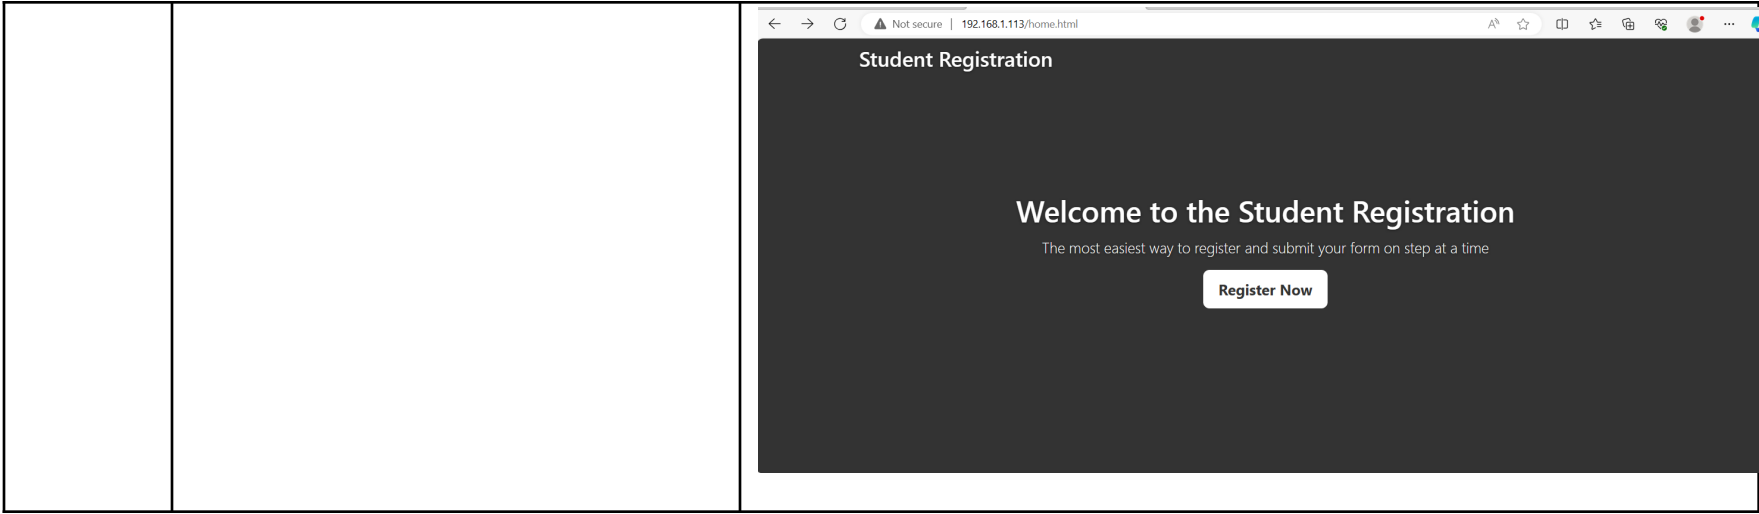 Not secure | 192.168.1.113/home.html
Student Registration
Welcome to the Student Registration
The most easiest way to register and submit your form on step at a time
Register Now